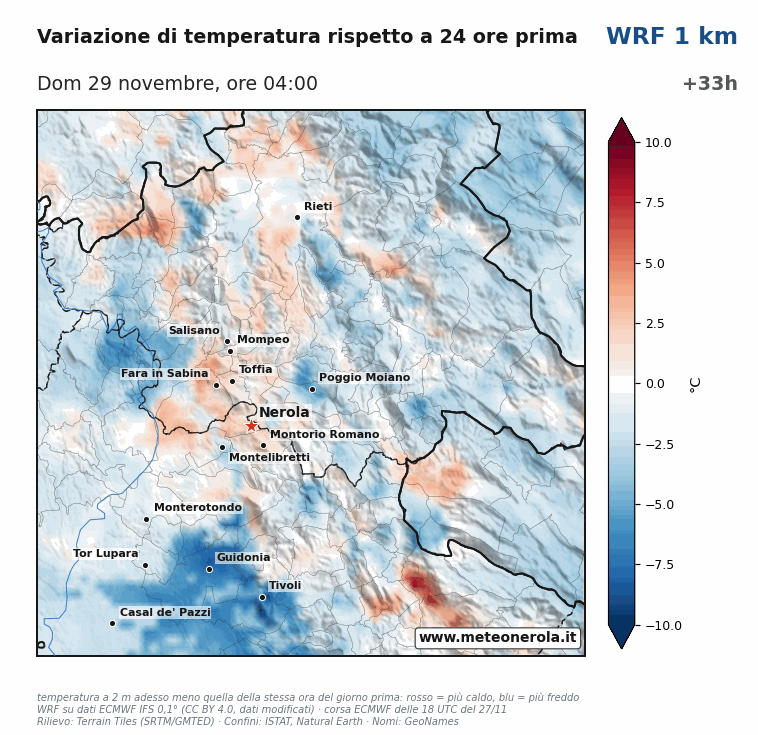 Variazione di temperatura rispetto a 24 ore prima
WRF 1 km
Dom 29 novembre, ore 04:00
+33h
Rieti
Salisano
Mompeo
Fara in Sabina
Toffia
Poggio Moiano
Nerola
Montorio Romano
Montelibretti
Monterotondo
Tor Lupara
Guidonia
Tivoli
Casal de' Pazzi
www.meteonerola.it
10.0
7.5
5.0
2.5
0.0
−2.5
−5.0
−7.5
−10.0
°C
temperatura a 2 m adesso meno quella della stessa ora del giorno prima: rosso = più caldo, blu = più freddo
WRF su dati ECMWF IFS 0,1° (CC BY 4.0, dati modificati) · corsa ECMWF delle 18 UTC del 27/11
Rilievo: Terrain Tiles (SRTM/GMTED) · Confini: ISTAT, Natural Earth · Nomi: GeoNames